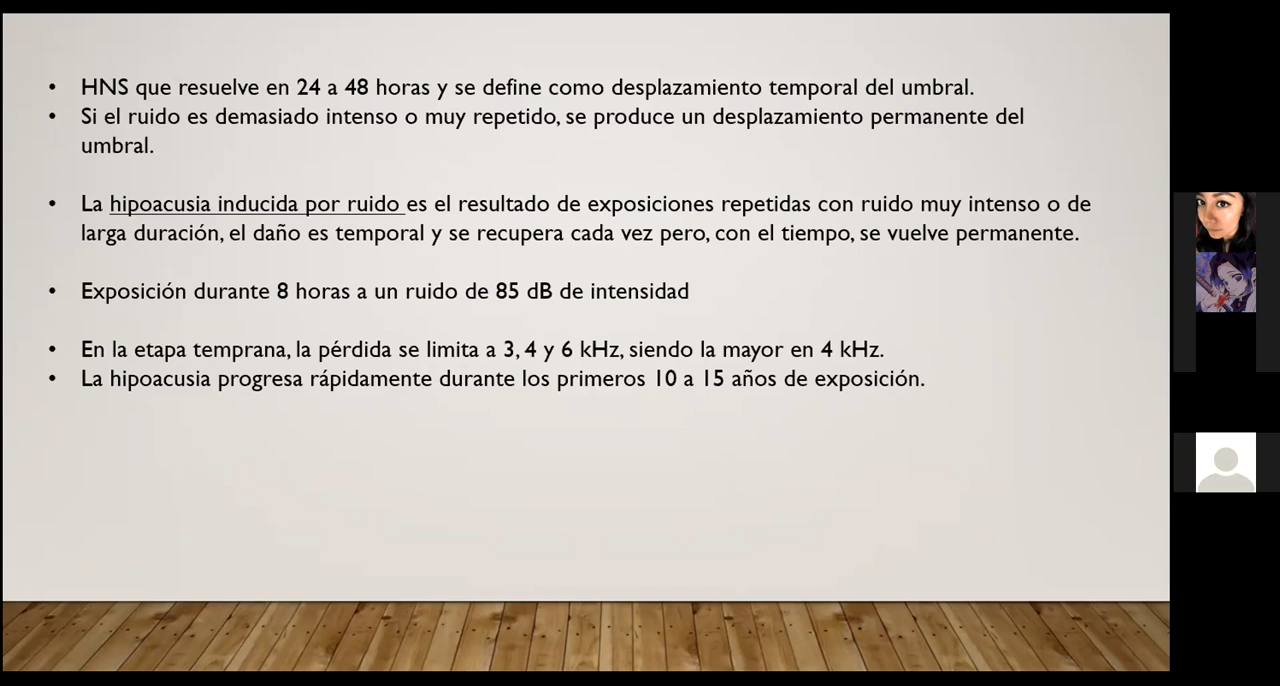 • HNS que resuelve en 24 a 48 horas y se define como desplazamiento temporal del umbral.
• Si el ruido es demasiado intenso o muy repetido, se produce un desplazamiento permanente del
umbral.
• La hipoacusia inducida por ruido es el resultado de exposiciones repetidas con ruido muy intenso o de
larga duración, el daño es temporal y se recupera cada vez pero, con el tiempo, se vuelve permanente.
• Exposición durante 8 horas a un ruido de 85 dB de intensidad
• En la etapa temprana, la pérdida se limita a 3, 4 y 6 kHz, siendo la mayor en 4 kHz.
• La hipoacusia progresa rápidamente durante los primeros 10 a 15 años de exposición.